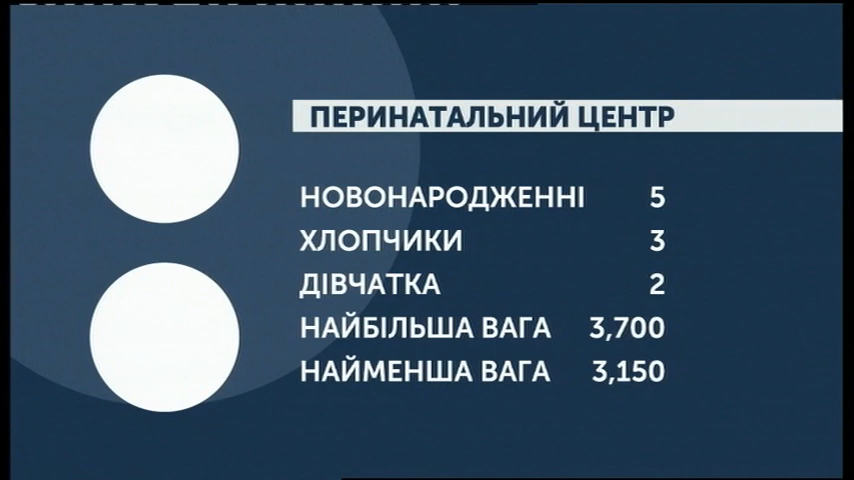 ПЕРИНАТАЛЬНИЙ ЦЕНТР
НОВОНАРОДЖЕННІ 5
ХЛОПЧИКИ 3
ДІВЧАТКА 2
НАЙБІЛЬША ВАГА 3,700
НАЙМЕНША ВАГА 3,150